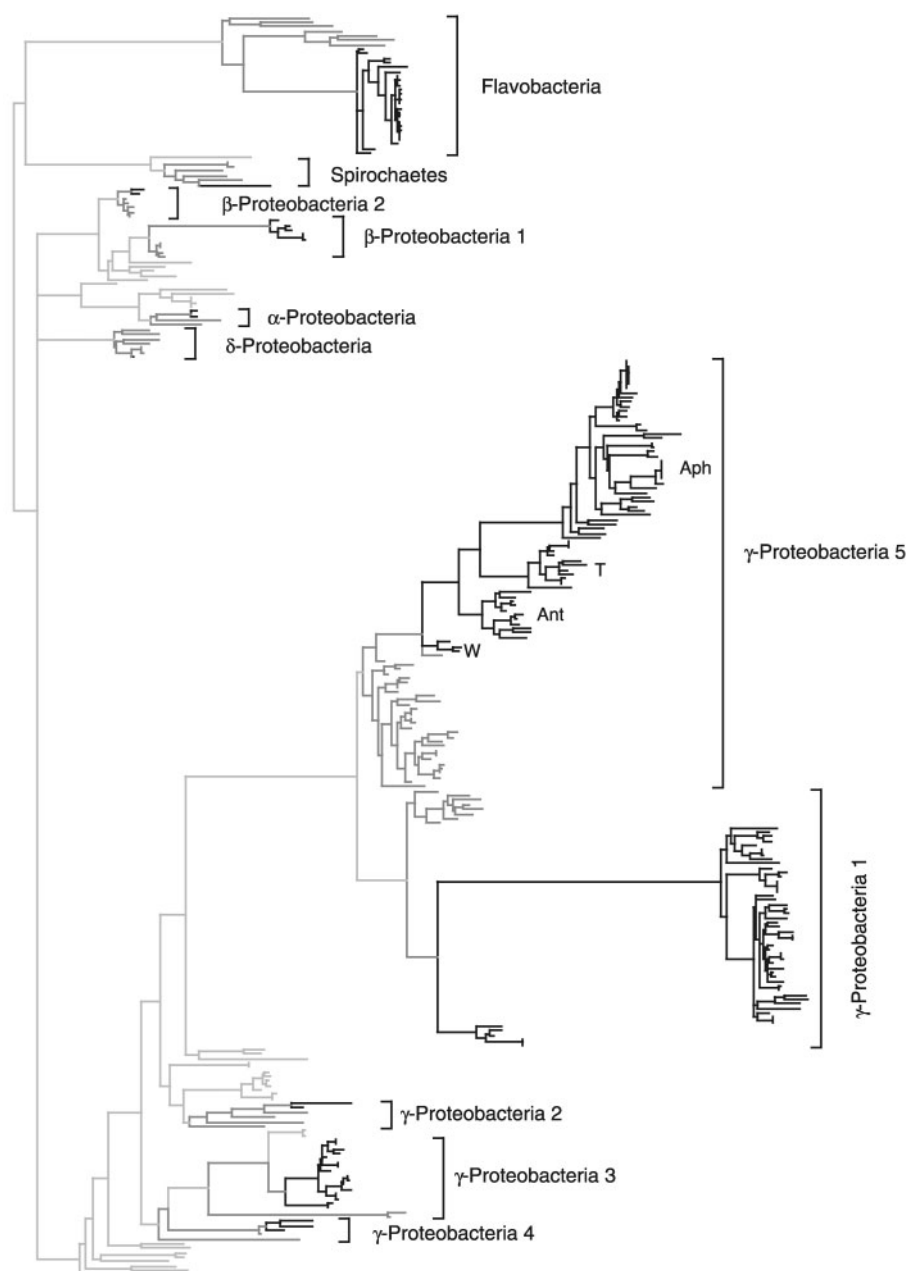 Flavobacteria
Spirochaetes
β-Proteobacteria 2
β-Proteobacteria 1
α-Proteobacteria
δ-Proteobacteria
Aph
γ-Proteobacteria 5
T
Ant
W
γ-Proteobacteria 1
γ-Proteobacteria 2
γ-Proteobacteria 3
γ-Proteobacteria 4